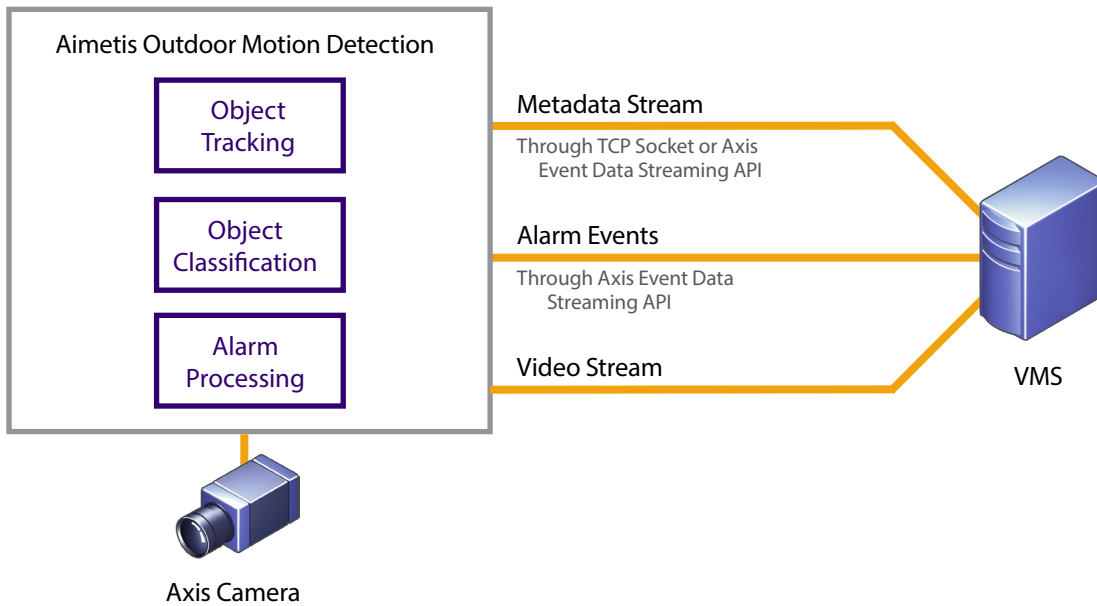 Aimetis Outdoor Motion Detection
Object
Tracking
Object
Classification
Alarm
Processing
Metadata Stream
Through TCP Socket or Axis
Event Data Streaming API
Alarm Events
Through Axis Event Data
Streaming API
Video Stream
VMS
Axis Camera